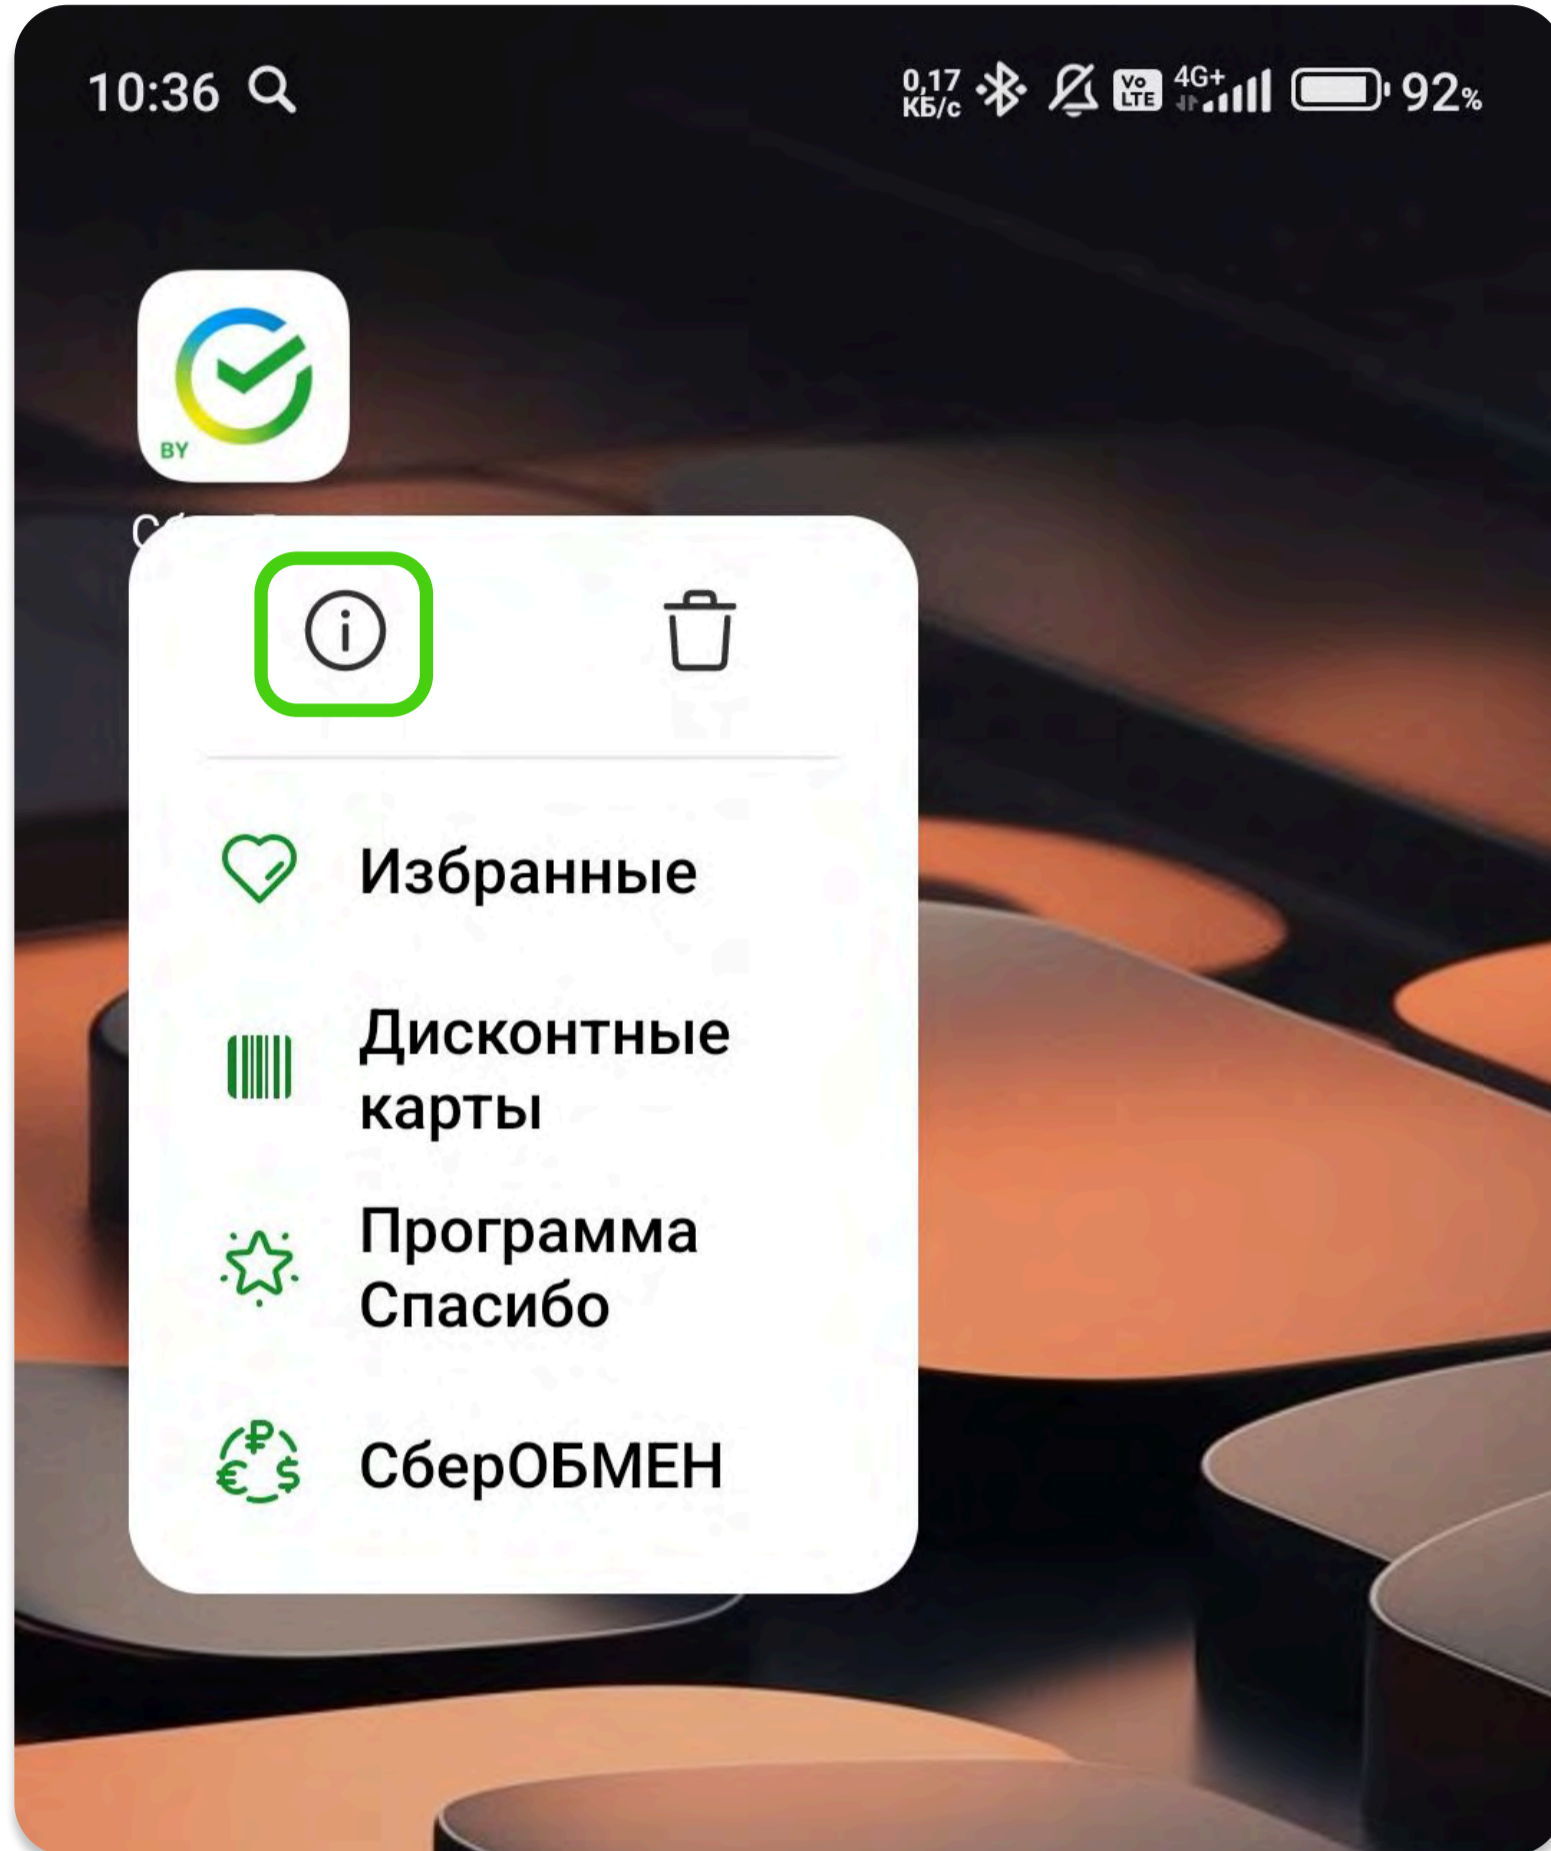 10:36
0,17
КБ/с
Vo
LTE
4G+
92%
BY
Избранные
Дисконтные
карты
Программа
Спасибо
СберОБМЕН